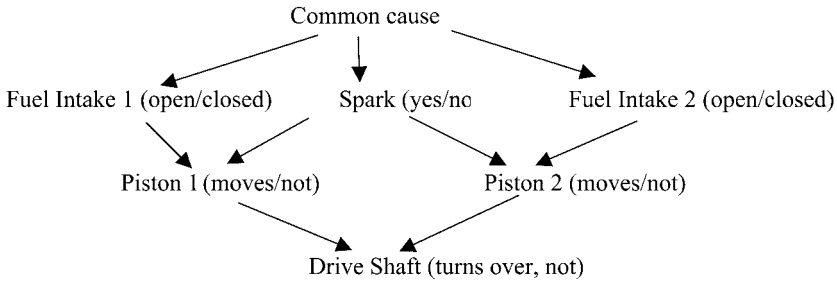 Common cause
Fuel Intake 1 (open/closed) Spark (yes/no Fuel Intake 2 (open/closed)
Piston 1 (moves/not) Piston 2 (moves/not)
Drive Shaft (turns over, not)